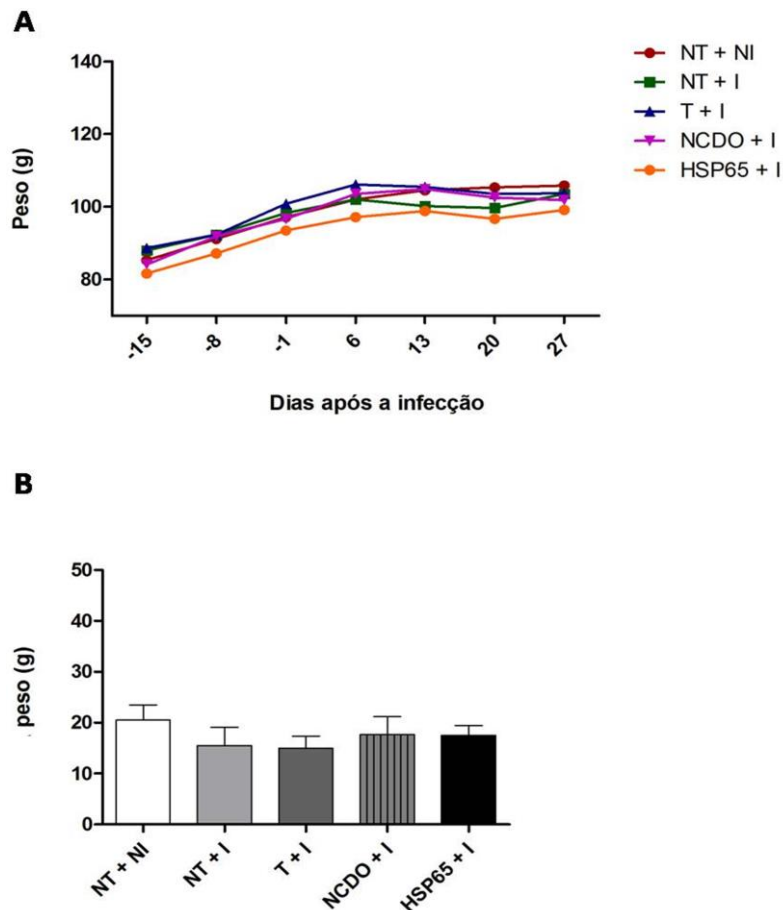 A
140
120
100
80
Peso (g)
-15 -8 -1 6 13 20 27
Dias após a infecção
NT + NI
NT + I
T + I
NCDO + I
HSP65 + I
B
50
40
30
20
10
0
peso (g)
NT + NI NT + I T + I NCDO + I HSP65 + I